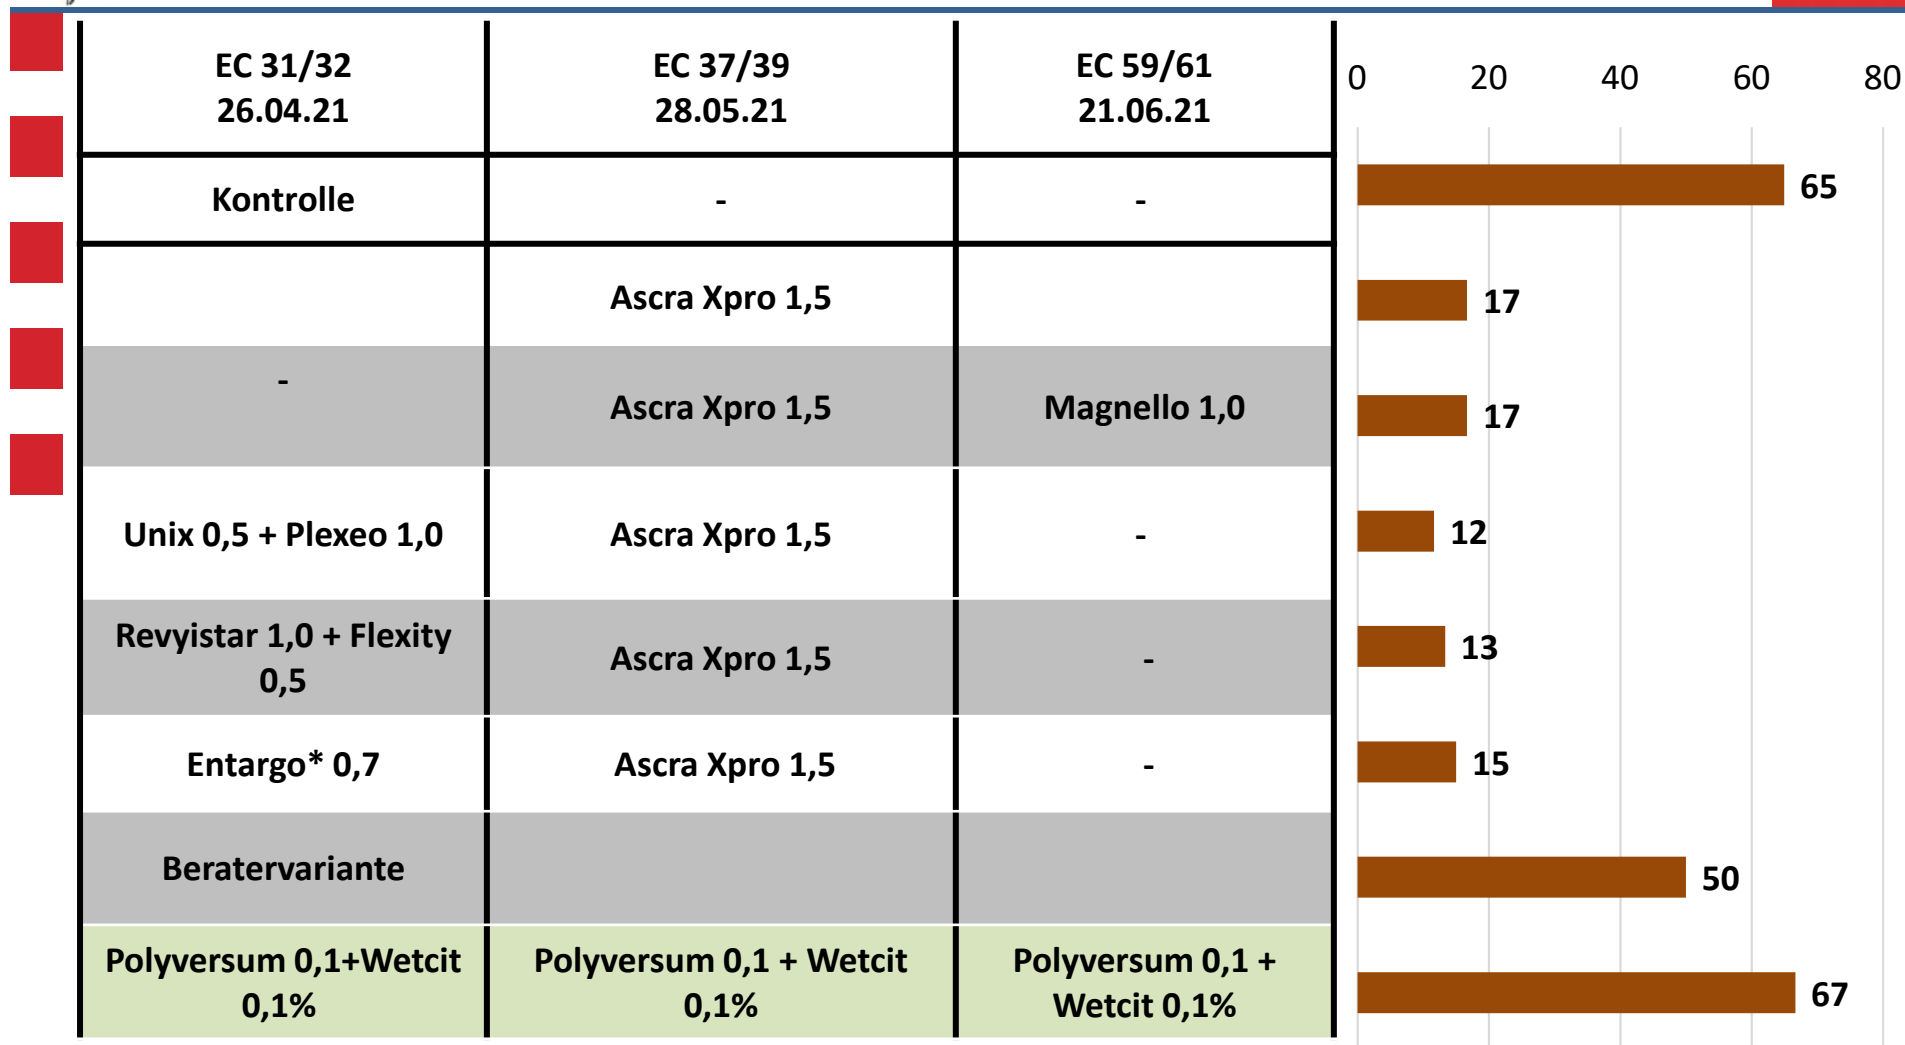 EC 31/32
26.04.21
EC 37/39
28.05.21
EC 59/61
21.06.21
0 20 40 60 80
Kontrolle - - 65
Ascra Xpro 1,5 17
- Ascra Xpro 1,5 Magnello 1,0 17
Unix 0,5 + Plexeo 1,0 Ascra Xpro 1,5 - 12
Revyistar 1,0 + Flexity
0,5
Ascra Xpro 1,5 - 13
Entargo* 0,7 Ascra Xpro 1,5 - 15
Beratervariante 50
Polyversum 0,1+Wetcit
0,1%
Polyversum 0,1 + Wetcit
0,1%
Polyversum 0,1 +
Wetcit 0,1%
67